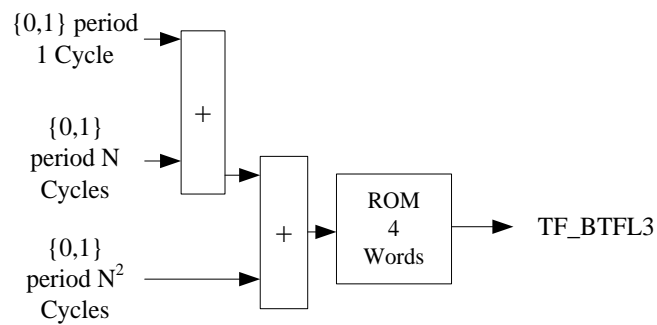 {0,1} period
1 Cycle
+
{0,1}
period N
Cycles
+
ROM
4
Words
TF_BTFL3
{0,1}
period N²
Cycles